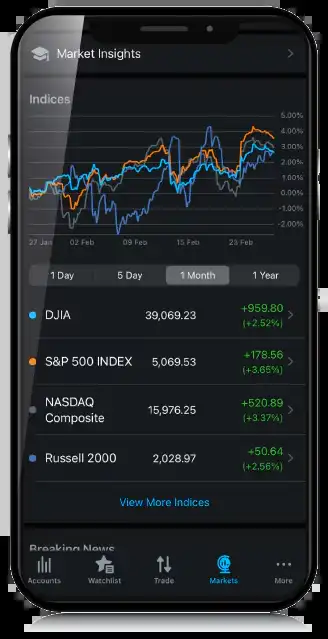 Market Insights
Indices
5.00%
4.00%
3.00%
2.00%
1.00%
0.00%
-1.00%
-2.00%
27 Jan 02 Feb 09 Feb 15 Feb 23 Feb
1 Day 5 Day 1 Month 1 Year
DJIA 39,069.23 +959.80
(+2.52%)
S&P 500 INDEX 5,069.53 +178.56
(+3.65%)
NASDAQ
Composite 15,976.25 +520.89
(+3.37%)
Russell 2000 2,028.97 +50.64
(+2.56%)
View More Indices
Breaking News
Accounts Watchlist Trade Markets More